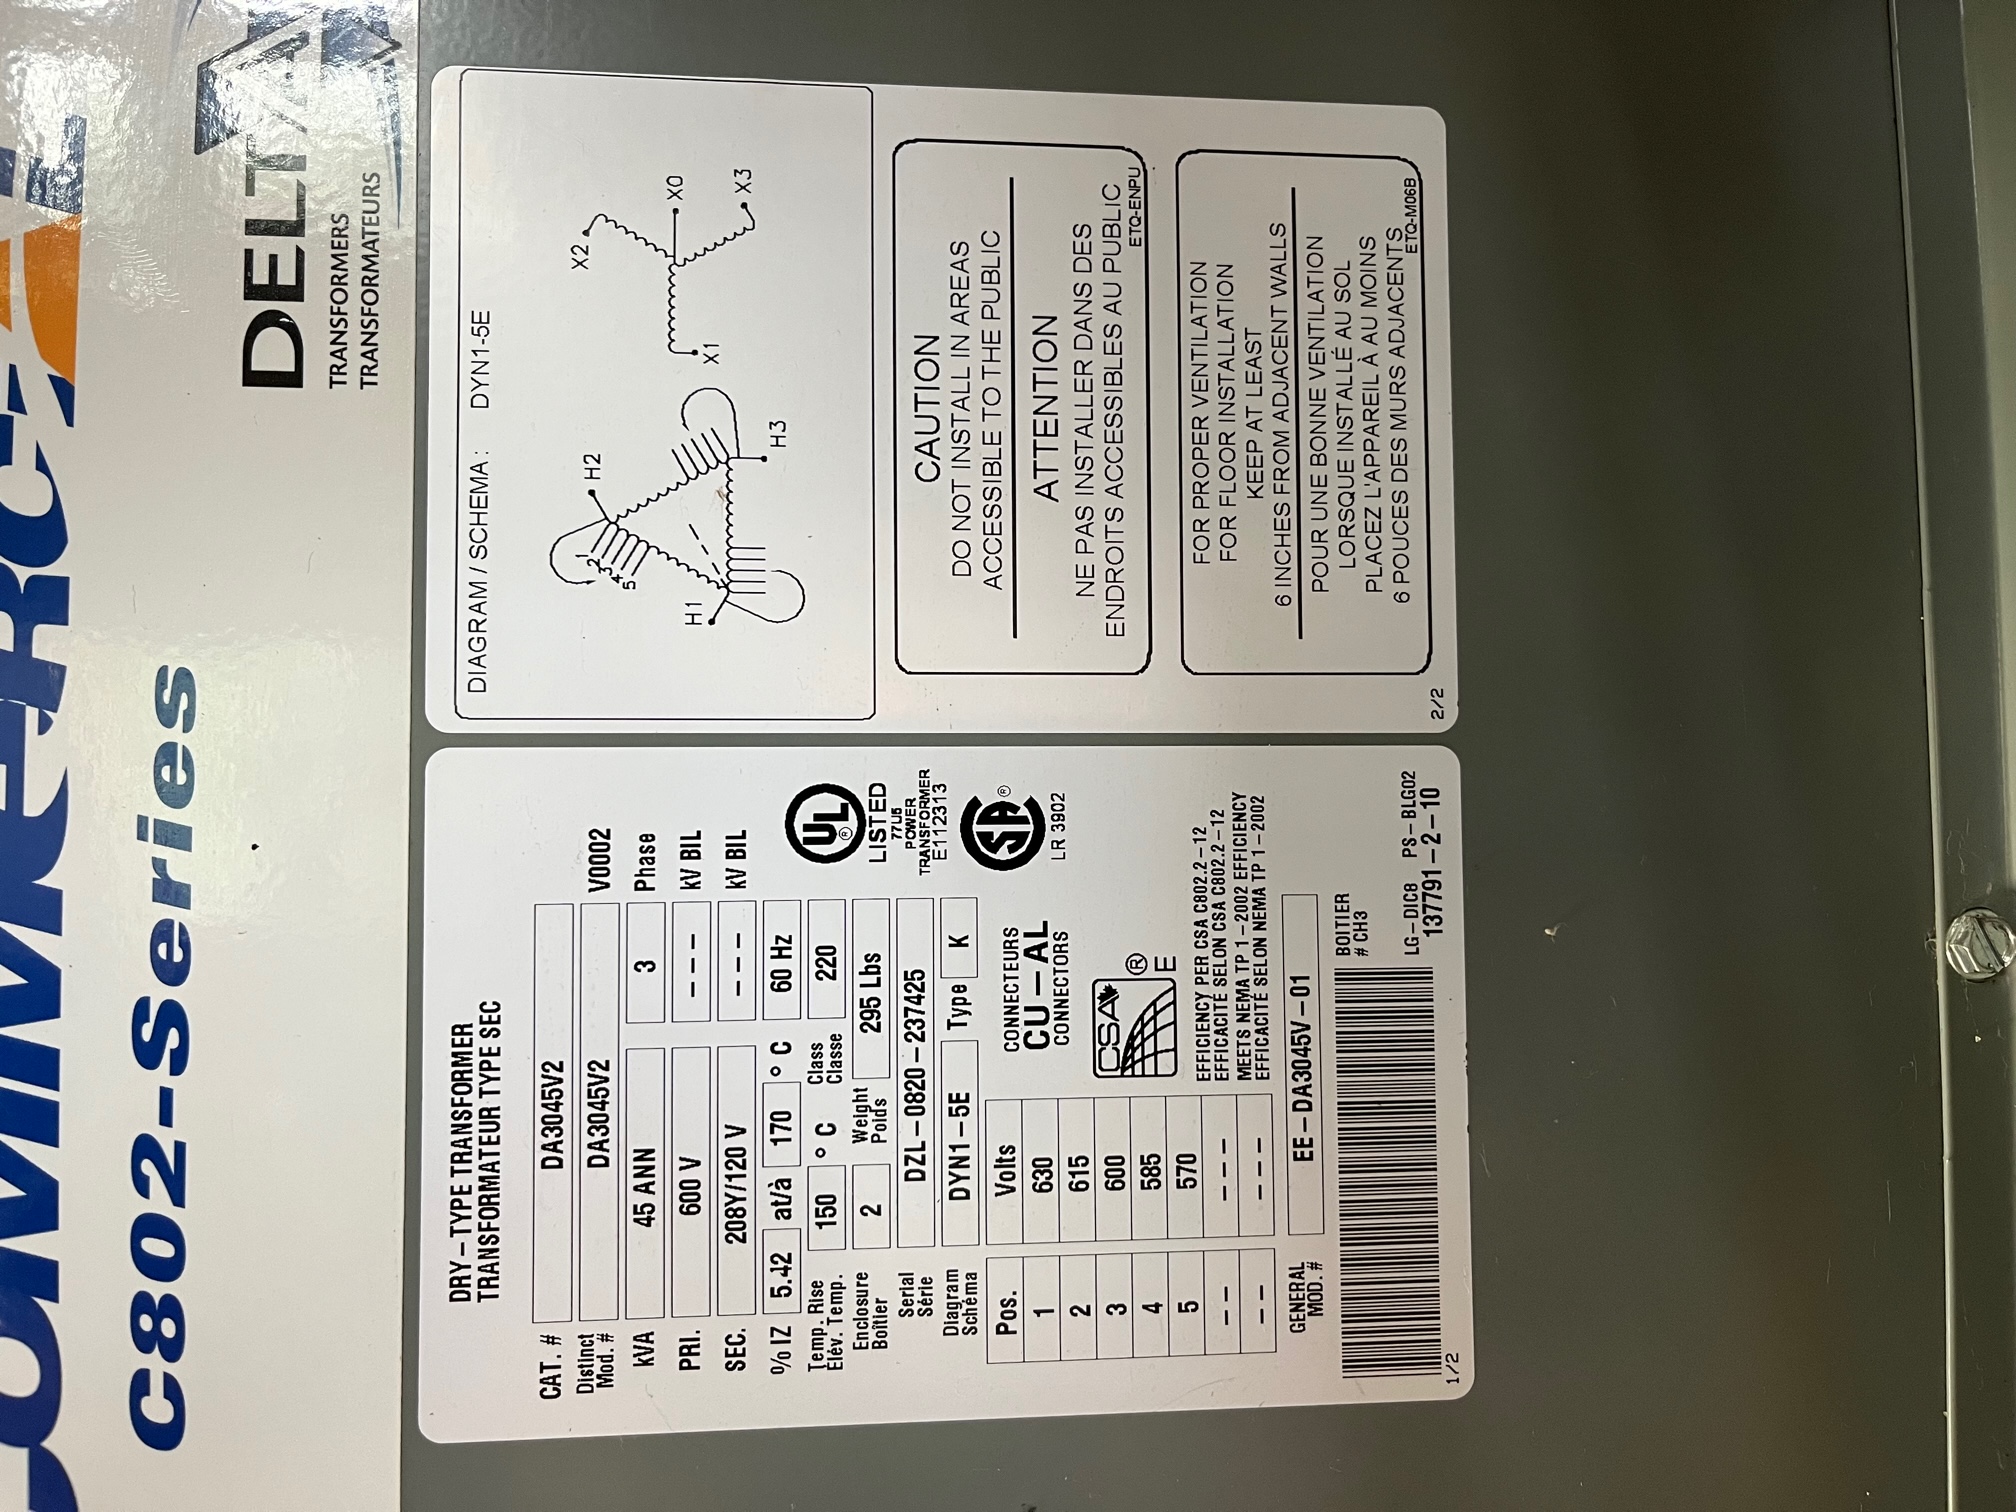 C802-Series
DELTA
TRANSFORMERS
TRANSFORMATEURS
DRY-TYPE TRANSFORMER
TRANSFORMATEUR TYPE SEC
CAT. # DA3045V2
Distinct Mod. # DA3045V2 V0002
kVA 45 ANN 3 Phase
PRI. 600 V --- kV BIL
SEC. 208Y/120 V --- kV BIL
% IZ 5.42 at/à 170 ° C 60 Hz
Temp. Rise Élév. Temp. 150 ° C Class Classe 220
Enclosure Boîtier 2 Weight Poids 295 Lbs
Serial Série DZL-0820-237425
Diagram Schéma DYN1-5E Type K
UL ®
LISTED
77U5
POWER
TRANSFORMER
E112313
SA ®
LR 3902
Pos. Volts
1 630
2 615
3 600
4 585
5 570
-- ---
-- ---
CONNECTEURS
CU-AL
CONNECTORS
CSA ®
E
EFFICIENCY PER CSA C802.2-12
EFFICACITÉ SELON CSA C802.2-12
MEETS NEMA TP 1-2002 EFFICIENCY
EFFICACITÉ SELON NEMA TP 1-2002
GENERAL MOD. # EE-DA3045V-01
BOITIER
# CH3
LG-DIC8 PS-BLG02
137791-2-10
1/2
DIAGRAM / SCHEMA: DYN1-5E
H1
H2
H3
1
2
3
4
5
X1
X2
X0
X3
CAUTION
DO NOT INSTALL IN AREAS
ACCESSIBLE TO THE PUBLIC
ATTENTION
NE PAS INSTALLER DANS DES
ENDROITS ACCESSIBLES AU PUBLIC
ETQ-ENPU
FOR PROPER VENTILATION
FOR FLOOR INSTALLATION
KEEP AT LEAST
6 INCHES FROM ADJACENT WALLS
POUR UNE BONNE VENTILATION
LORSQUE INSTALLÉ AU SOL
PLACEZ L'APPAREIL À AU MOINS
6 POUCES DES MURS ADJACENTS
ETQ-M06B
2/2